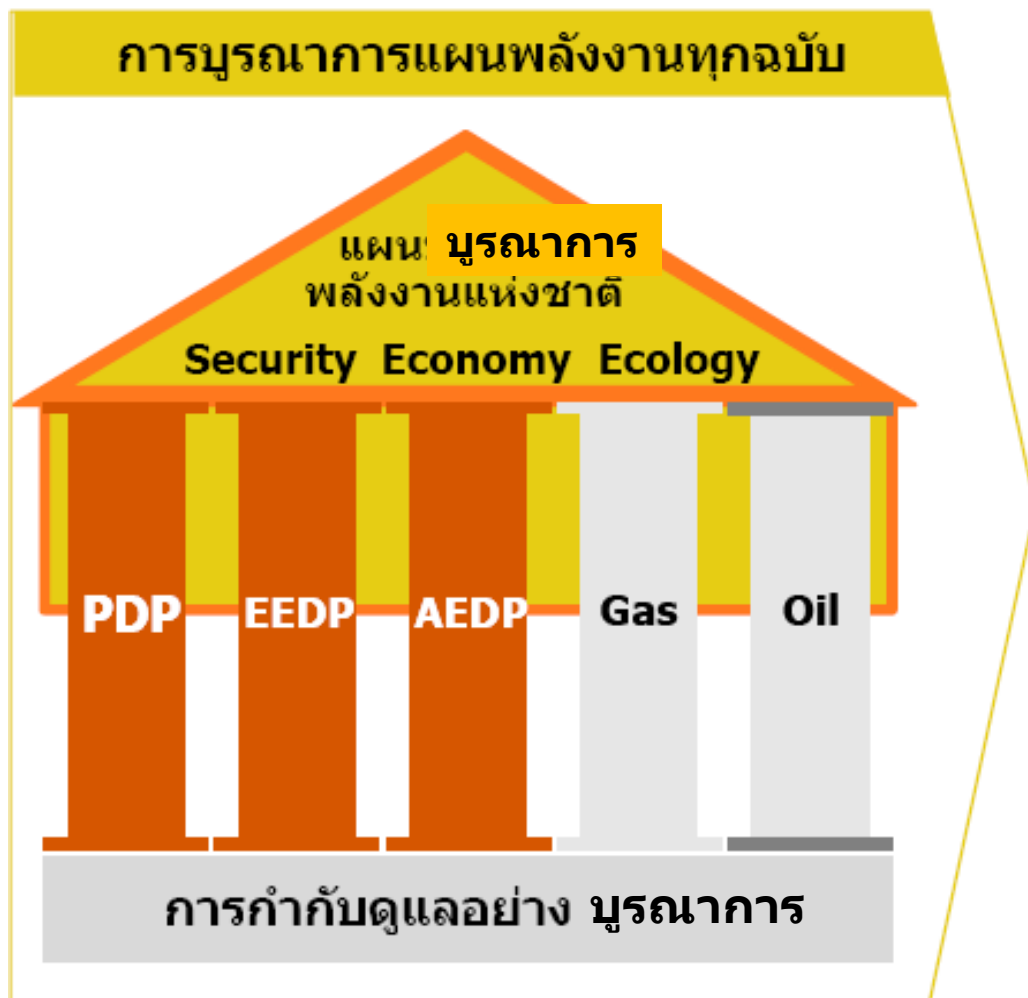 การบูรณาการแผนพลังงานทุกฉบับ
แผน บูรณาการ
พลังงานแห่งชาติ
Security Economy Ecology
PDP EEDP AEDP Gas Oil
การกำกับดูแลอย่าง บูรณาการ